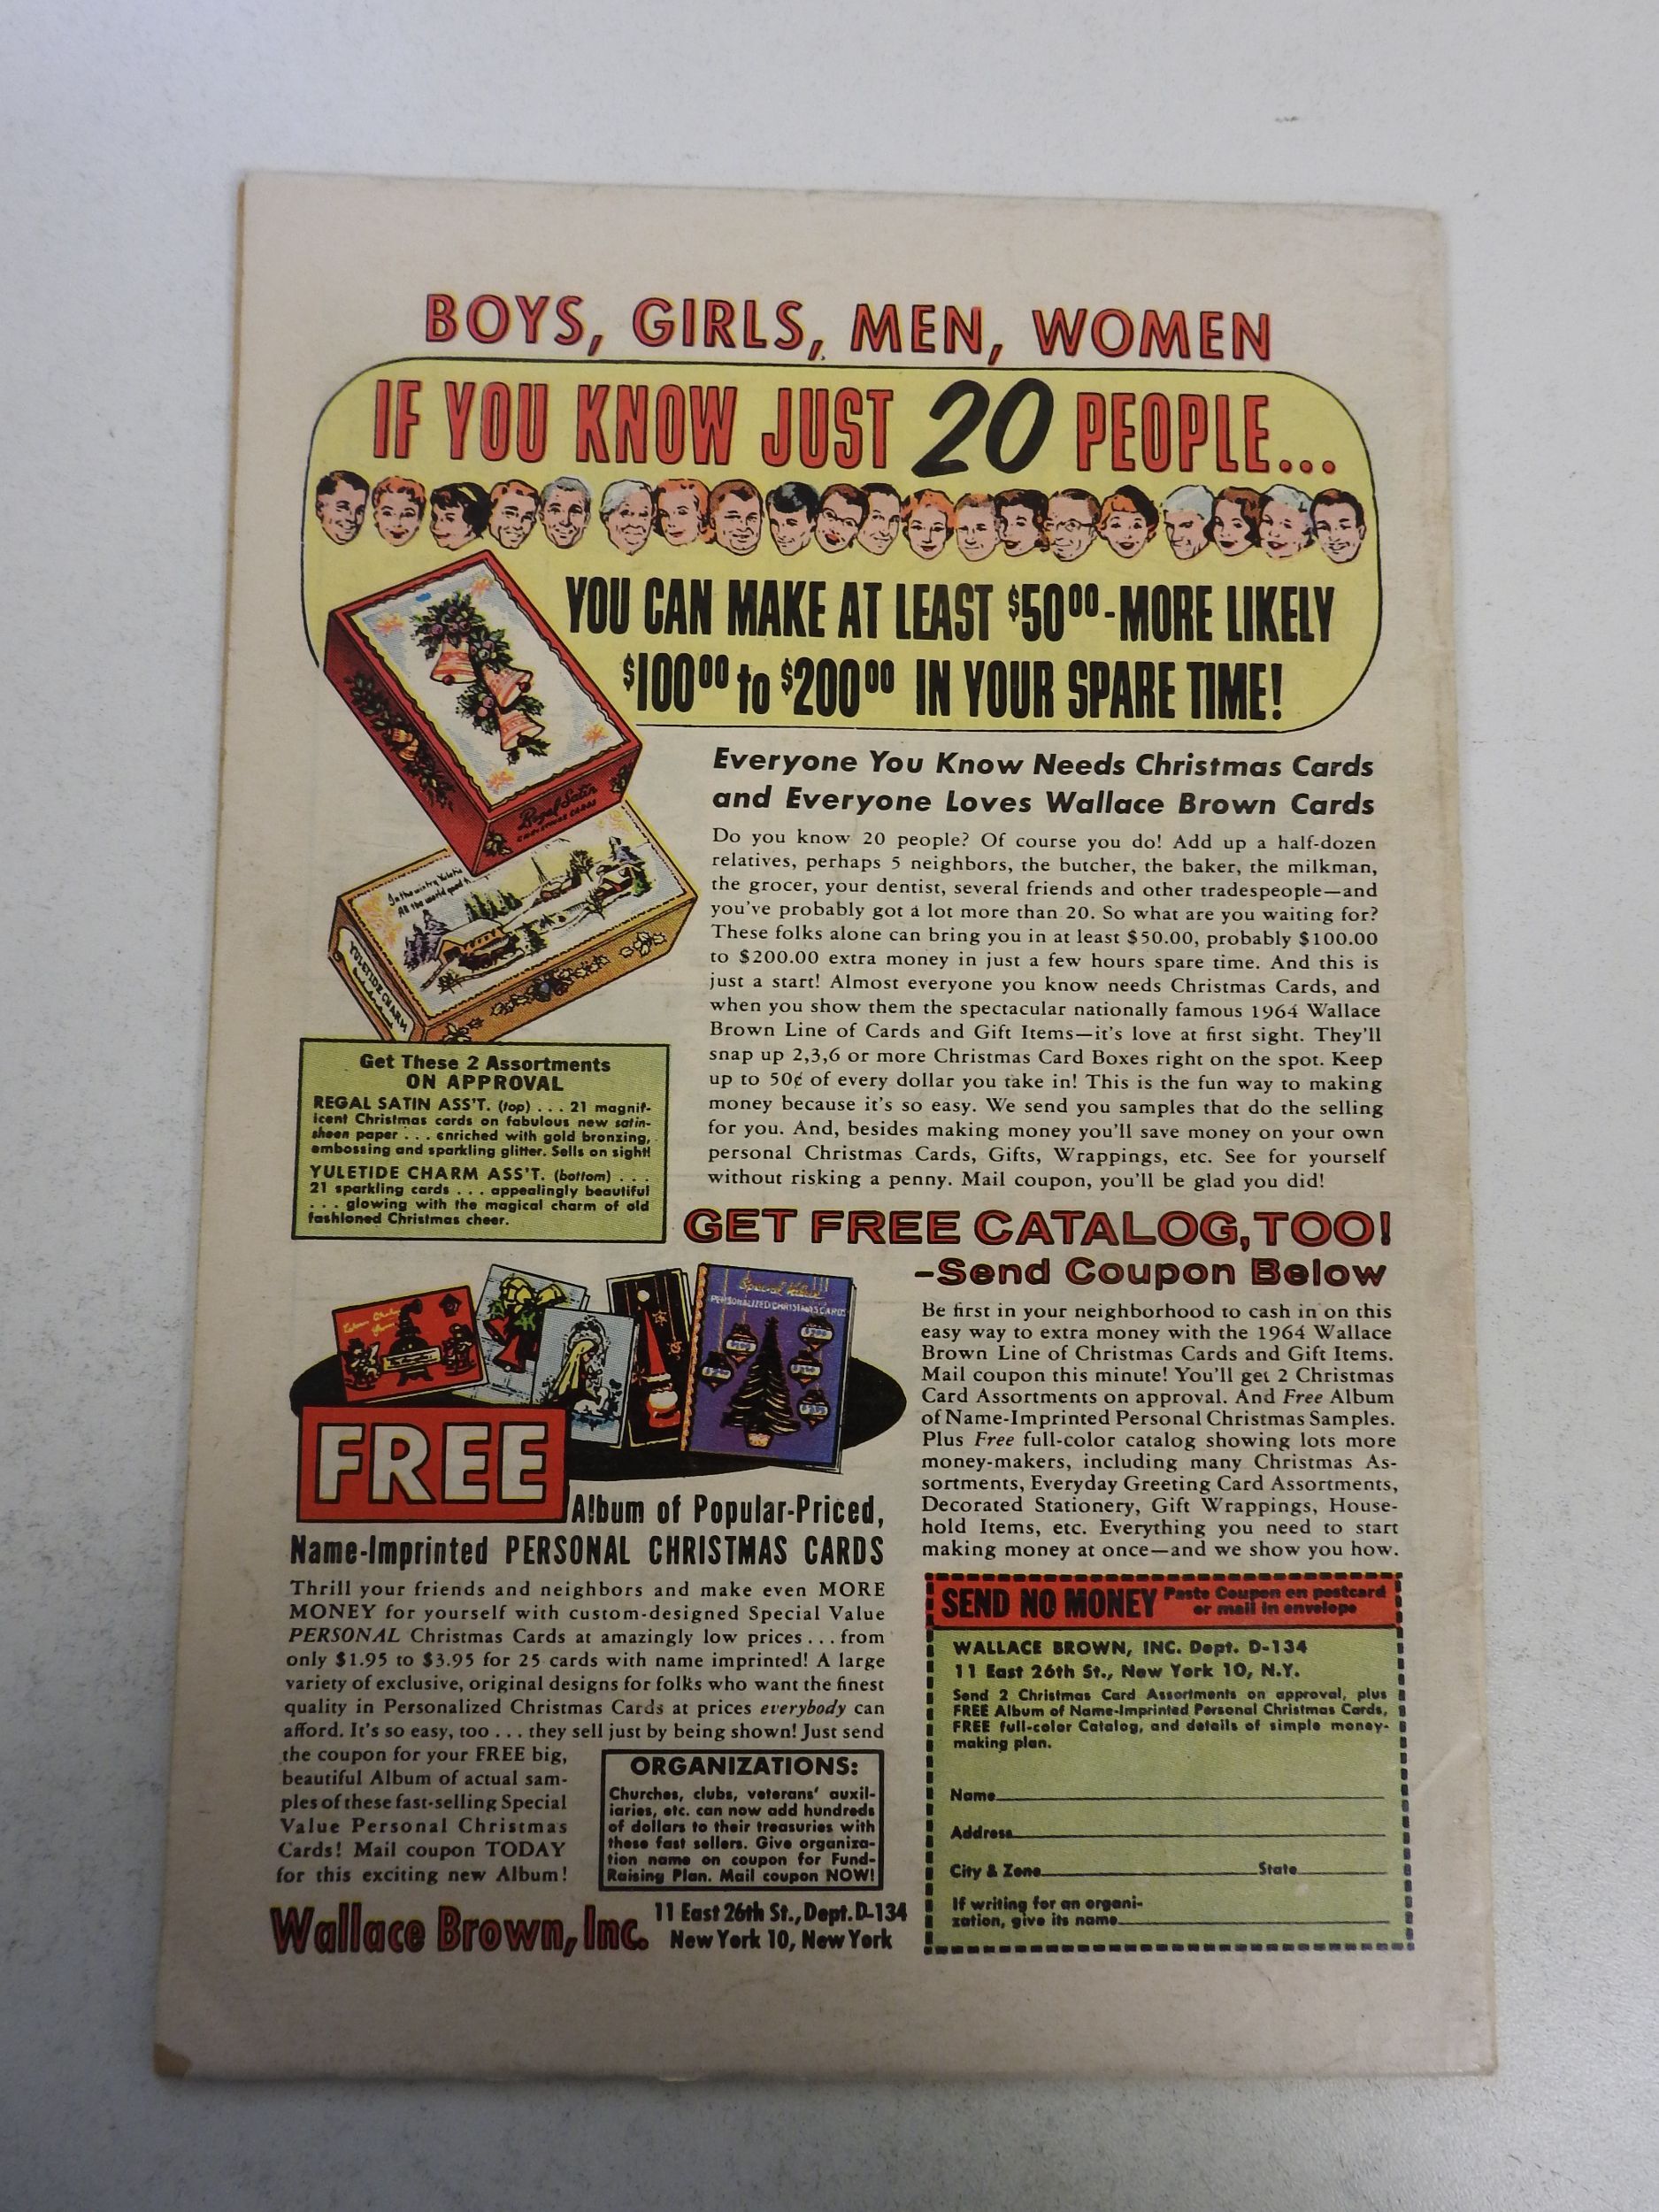 BOYS, GIRLS, MEN, WOMEN
IF YOU KNOW JUST 20 PEOPLE...
YOU CAN MAKE AT LEAST $50⁰⁰-MORE LIKELY
$100⁰⁰ to $200⁰⁰ IN YOUR SPARE TIME!
Regal Satin
CHRISTMAS CARDS
In the wintry Yuletide
All the world
YULETIDE CHARM
Everyone You Know Needs Christmas Cards
and Everyone Loves Wallace Brown Cards
Do you know 20 people? Of course you do! Add up a half-dozen
relatives, perhaps 5 neighbors, the butcher, the baker, the milkman,
the grocer, your dentist, several friends and other tradespeople—and
you've probably got a lot more than 20. So what are you waiting for?
These folks alone can bring you in at least $50.00, probably $100.00
to $200.00 extra money in just a few hours spare time. And this is
just a start! Almost everyone you know needs Christmas Cards, and
when you show them the spectacular nationally famous 1964 Wallace
Brown Line of Cards and Gift Items—it's love at first sight. They'll
snap up 2,3,6 or more Christmas Card Boxes right on the spot. Keep
up to 50¢ of every dollar you take in! This is the fun way to making
money because it's so easy. We send you samples that do the selling
for you. And, besides making money you'll save money on your own
personal Christmas Cards, Gifts, Wrappings, etc. See for yourself
without risking a penny. Mail coupon, you'll be glad you did!
Get These 2 Assortments
ON APPROVAL
REGAL SATIN ASS'T. (top) . . . 21 magnif-
icent Christmas cards on fabulous new satin-
sheen paper . . . enriched with gold bronzing,
embossing and sparkling glitter. Sells on sight!
YULETIDE CHARM ASS'T. (bottom) . . .
21 sparkling cards . . . appealingly beautiful
. . . glowing with the magical charm of old
fashioned Christmas cheer.
GET FREE CATALOG, TOO!
-Send Coupon Below
Special Value
PERSONALIZED CHRISTMAS CARDS
FREE
Album of Popular-Priced,
Name-Imprinted PERSONAL CHRISTMAS CARDS
Thrill your friends and neighbors and make even MORE
MONEY for yourself with custom-designed Special Value
PERSONAL Christmas Cards at amazingly low prices . . . from
only $1.95 to $3.95 for 25 cards with name imprinted! A large
variety of exclusive, original designs for folks who want the finest
quality in Personalized Christmas Cards at prices everybody can
afford. It's so easy, too . . . they sell just by being shown! Just send
the coupon for your FREE big,
beautiful Album of actual sam-
ples of these fast-selling Special
Value Personal Christmas
Cards! Mail coupon TODAY
for this exciting new Album!
ORGANIZATIONS:
Churches, clubs, veterans' auxil-
iaries, etc. can now add hundreds
of dollars to their treasuries with
these fast sellers. Give organiza-
tion name on coupon for Fund-
Raising Plan. Mail coupon NOW!
Wallace Brown, Inc.
11 East 26th St., Dept. D-134
New York 10, New York
Be first in your neighborhood to cash in on this
easy way to extra money with the 1964 Wallace
Brown Line of Christmas Cards and Gift Items.
Mail coupon this minute! You'll get 2 Christmas
Card Assortments on approval. And Free Album
of Name-Imprinted Personal Christmas Samples.
Plus Free full-color catalog showing lots more
money-makers, including many Christmas As-
sortments, Everyday Greeting Card Assortments,
Decorated Stationery, Gift Wrappings, House-
hold Items, etc. Everything you need to start
making money at once—and we show you how.
SEND NO MONEY Paste Coupon on postcard
or mail in envelope
WALLACE BROWN, INC. Dept. D-134
11 East 26th St., New York 10, N.Y.
Send 2 Christmas Card Assortments on approval, plus
FREE Album of Name-Imprinted Personal Christmas Cards,
FREE full-color Catalog, and details of simple money-
making plan.
Name
Address
City & Zone State
If writing for an organi-
zation, give its name